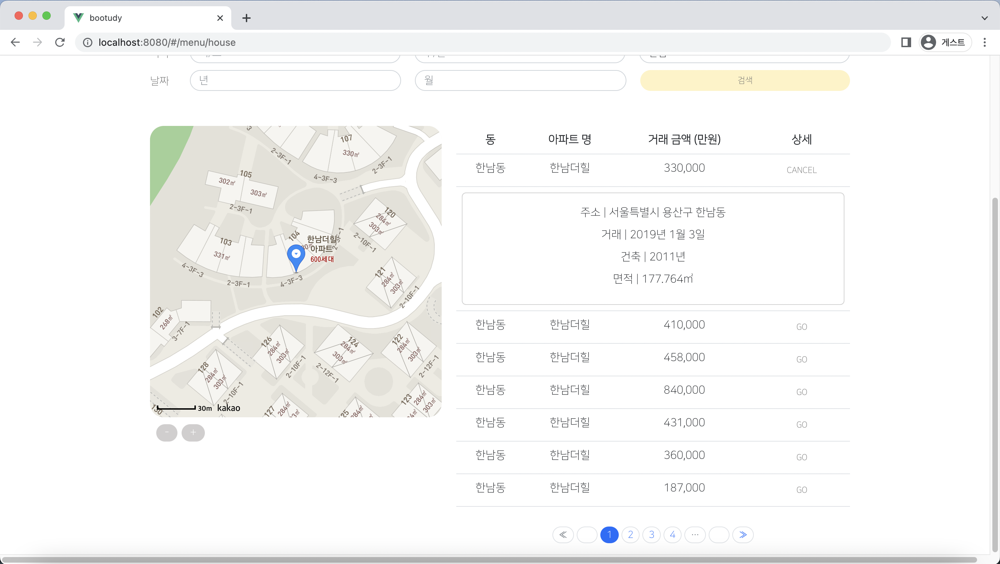 bootudy
localhost:8080/#/menu/house
게스트
날짜
년
월
검색
107
330㎡
2-3F-1
4-3F-3
2-3F-1
105
302㎡
303㎡
2-3F-1
120
284㎡
303㎡
2-10F-1
104
한남더힐
아파트
600세대
2-3F-1
103
331㎡
4-3F-3
2-3F-1
4-3F-3
121
284㎡
303㎡
2-10F-1
102
268㎡
3-7F-1
126
284㎡
303㎡
2-10F-1
124
284㎡
303㎡
2-12F-1
122
284㎡
303㎡
2-12F-1
128
284㎡
303㎡
2-10F-1
130
127
284㎡
123
284㎡
303㎡
30m kakao
- +
동 아파트 명 거래 금액 (만원) 상세
한남동 한남더힐 330,000 CANCEL
주소 | 서울특별시 용산구 한남동
거래 | 2019년 1월 3일
건축 | 2011년
면적 | 177.764㎡
한남동 한남더힐 410,000 GO
한남동 한남더힐 458,000 GO
한남동 한남더힐 840,000 GO
한남동 한남더힐 431,000 GO
한남동 한남더힐 360,000 GO
한남동 한남더힐 187,000 GO
≪ 1 2 3 4 ··· ≫